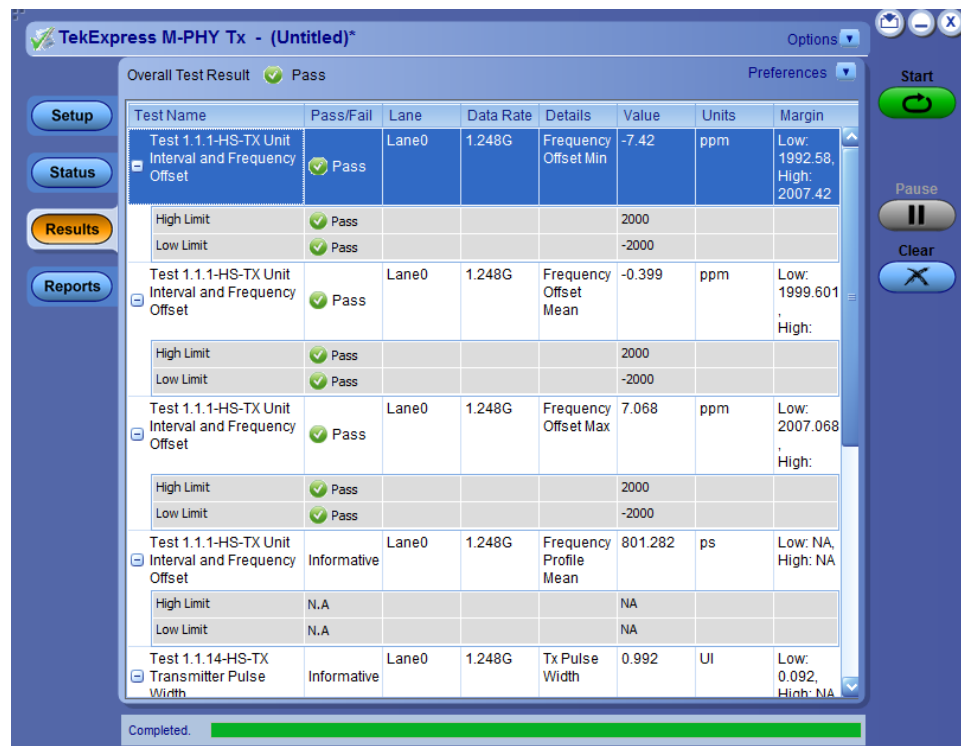 TekExpress M-PHY Tx - (Untitled)*
Options
Overall Test Result Pass
Preferences
Start
Setup
Status
Results
Reports
Pause
Clear
Test Name Pass/Fail Lane Data Rate Details Value Units Margin
Test 1.1.1-HS-TX Unit
Interval and Frequency
Offset
Pass
Lane0
1.248G
Frequency
Offset Min
-7.42
ppm
Low:
1992.58,
High:
2007.42
High Limit Pass 2000
Low Limit Pass -2000
Test 1.1.1-HS-TX Unit
Interval and Frequency
Offset
Pass
Lane0
1.248G
Frequency
Offset
Mean
-0.399
ppm
Low:
1999.601
,
High:
High Limit Pass 2000
Low Limit Pass -2000
Test 1.1.1-HS-TX Unit
Interval and Frequency
Offset
Pass
Lane0
1.248G
Frequency
Offset Max
7.068
ppm
Low:
2007.068
,
High:
High Limit Pass 2000
Low Limit Pass -2000
Test 1.1.1-HS-TX Unit
Interval and Frequency
Offset
Informative
Lane0
1.248G
Frequency
Profile
Mean
801.282
ps
Low: NA,
High: NA
High Limit N.A NA
Low Limit N.A NA
Test 1.1.14-HS-TX
Transmitter Pulse
Width
Informative
Lane0
1.248G
Tx Pulse
Width
0.992
UI
Low:
0.092,
High: NA
Completed.